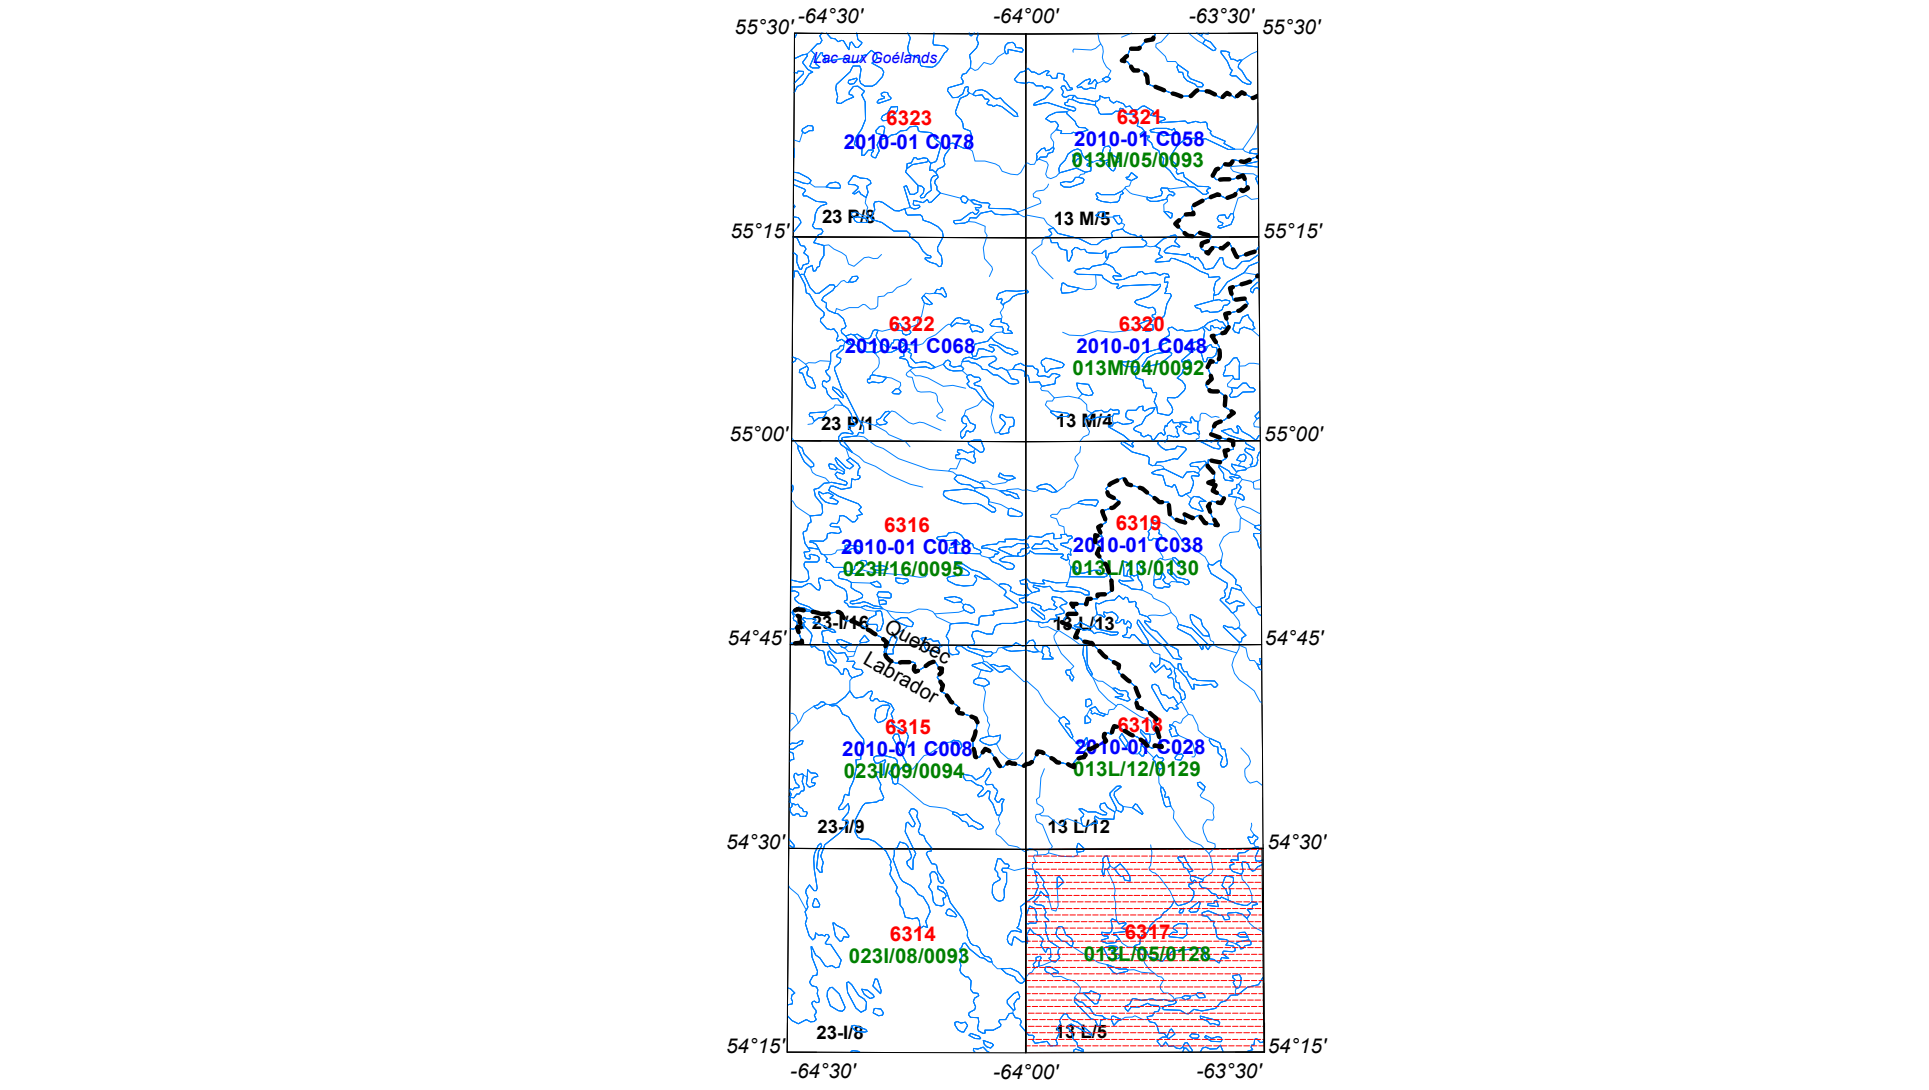 -64°30' -64°00' -63°30'
55°30' 55°30'
Lac aux Goélands
6323
2010-01 C078
23 P/8
6321
2010-01 C058
013M/05/0093
13 M/5
55°15' 55°15'
6322
2010-01 C068
23 P/1
6320
2010-01 C048
013M/04/0092
13 M/4
55°00' 55°00'
6316
2010-01 C018
023I/16/0095
23-I/16
6319
2010-01 C038
013L/13/0130
13 L/13
Quebec
Labrador
54°45' 54°45'
6315
2010-01 C008
023I/09/0094
23-I/9
6318
2010-01 C028
013L/12/0129
13 L/12
54°30' 54°30'
6314
023I/08/0093
23-I/8
6317
013L/05/0128
13 L/5
54°15' 54°15'
-64°30' -64°00' -63°30'